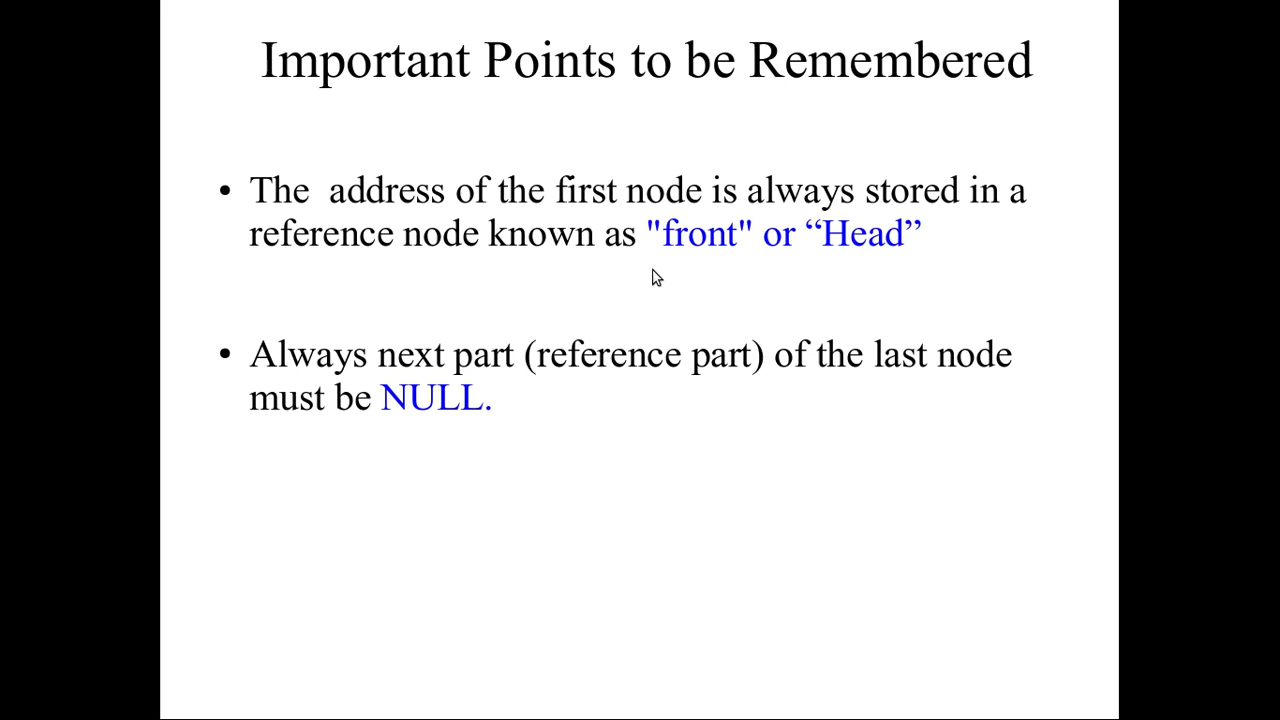 Important Points to be Remembered
• The  address of the first node is always stored in a
reference node known as "front" or “Head”
• Always next part (reference part) of the last node
must be NULL.